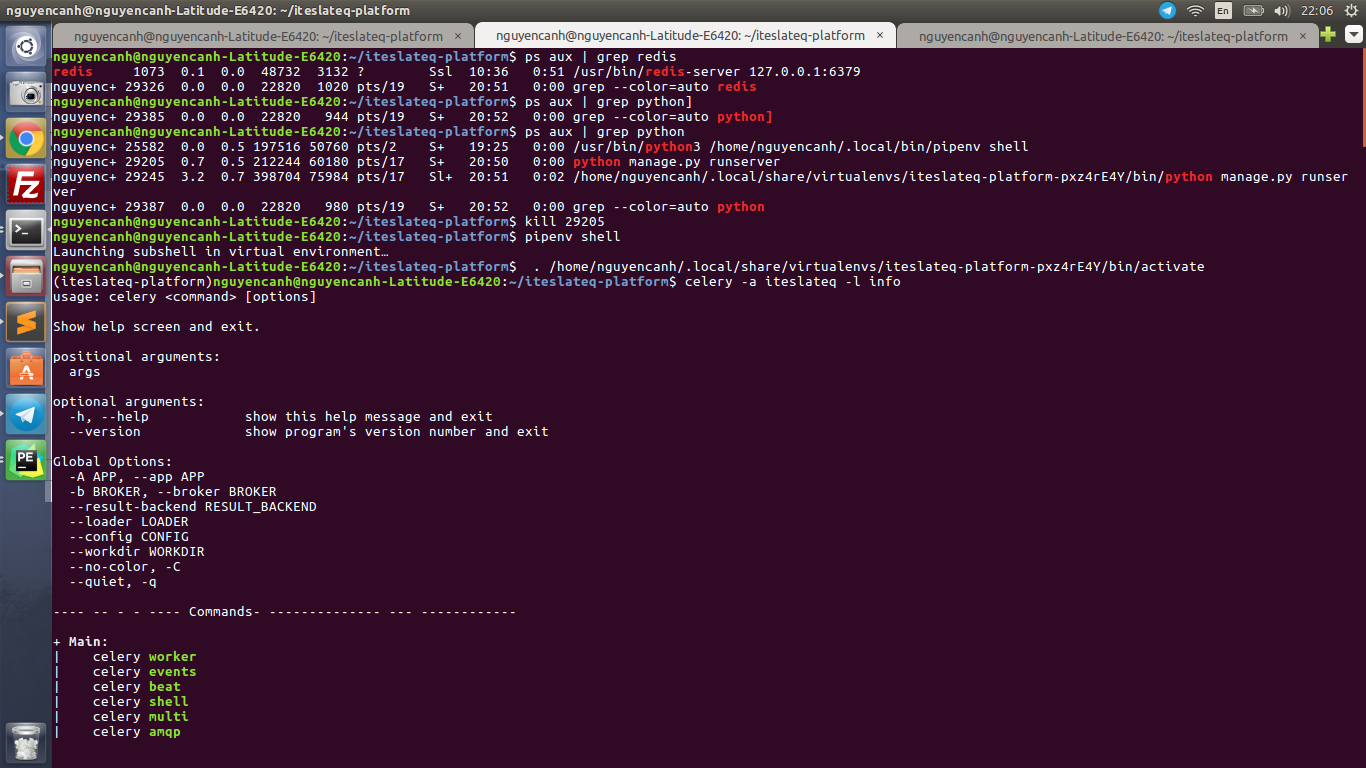 nguyencanh@nguyencanh-Latitude-E6420: ~/iteslateq-platform
En
22:06
nguyencanh@nguyencanh-Latitude-E6420: ~/iteslateq-platform ×
nguyencanh@nguyencanh-Latitude-E6420: ~/iteslateq-platform ×
nguyencanh@nguyencanh-Latitude-E6420: ~/iteslateq-platform ×
nguyencanh@nguyencanh-Latitude-E6420:~/iteslateq-platform$ ps aux | grep redis
redis     1073  0.1  0.0  48732  3132 ?        Ssl  10:36   0:51 /usr/bin/redis-server 127.0.0.1:6379
nguyenc+ 29326  0.0  0.0  22820  1020 pts/19   S+   20:51   0:00 grep --color=auto redis
nguyencanh@nguyencanh-Latitude-E6420:~/iteslateq-platform$ ps aux | grep python]
nguyenc+ 29385  0.0  0.0  22820   944 pts/19   S+   20:52   0:00 grep --color=auto python]
nguyencanh@nguyencanh-Latitude-E6420:~/iteslateq-platform$ ps aux | grep python
nguyenc+ 25582  0.0  0.5 197516 50760 pts/2    S+   19:25   0:00 /usr/bin/python3 /home/nguyencanh/.local/bin/pipenv shell
nguyenc+ 29205  0.7  0.5 212244 60180 pts/17   S+   20:50   0:00 python manage.py runserver
nguyenc+ 29245  3.2  0.7 398704 75984 pts/17   Sl+  20:51   0:02 /home/nguyencanh/.local/share/virtualenvs/iteslateq-platform-pxz4rE4Y/bin/python manage.py runser
ver
nguyenc+ 29387  0.0  0.0  22820   980 pts/19   S+   20:52   0:00 grep --color=auto python
nguyencanh@nguyencanh-Latitude-E6420:~/iteslateq-platform$ kill 29205
nguyencanh@nguyencanh-Latitude-E6420:~/iteslateq-platform$ pipenv shell
Launching subshell in virtual environment…
nguyencanh@nguyencanh-Latitude-E6420:~/iteslateq-platform$  . /home/nguyencanh/.local/share/virtualenvs/iteslateq-platform-pxz4rE4Y/bin/activate
(iteslateq-platform)nguyencanh@nguyencanh-Latitude-E6420:~/iteslateq-platform$ celery -a iteslateq -l info
usage: celery <command> [options]
Show help screen and exit.
positional arguments:
  args
optional arguments:
  -h, --help            show this help message and exit
  --version             show program's version number and exit
Global Options:
  -A APP, --app APP
  -b BROKER, --broker BROKER
  --result-backend RESULT_BACKEND
  --loader LOADER
  --config CONFIG
  --workdir WORKDIR
  --no-color, -C
  --quiet, -q
---- -- - - ---- Commands- -------------- --- ------------
+ Main:
|    celery worker
|    celery events
|    celery beat
|    celery shell
|    celery multi
|    celery amqp
Fz
PE